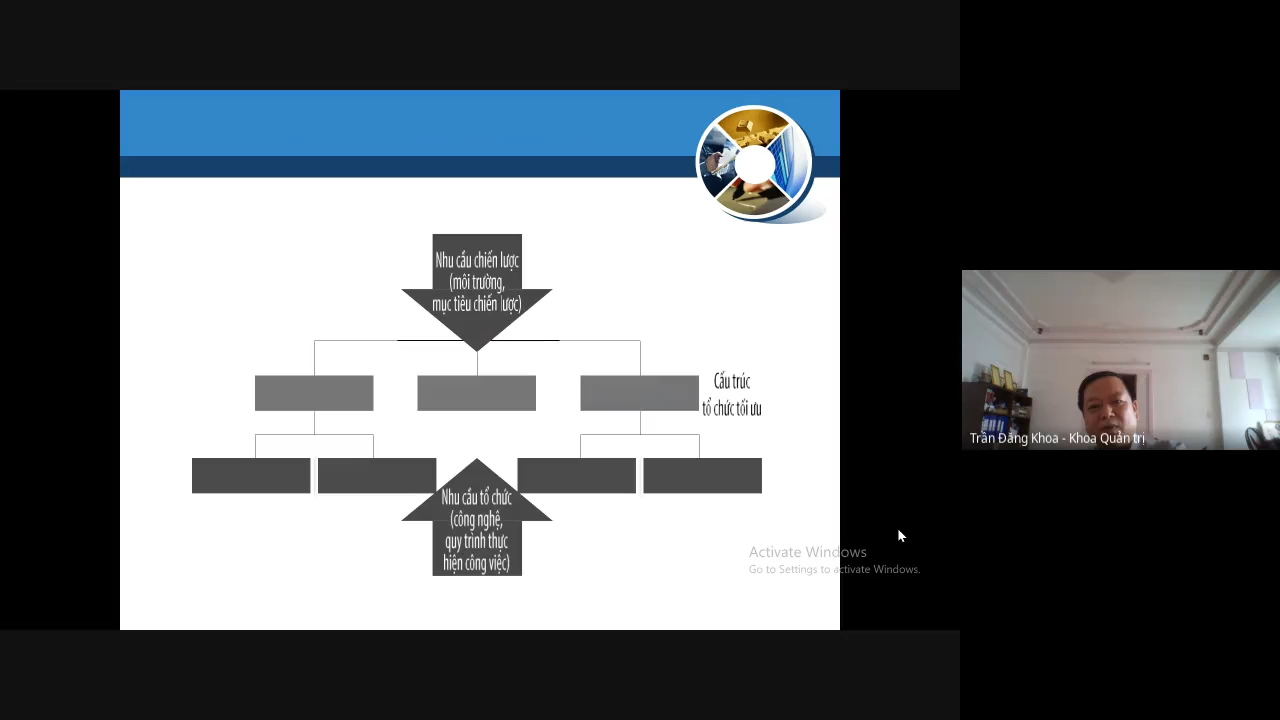 Nhu cầu chiến lược
(môi trường,
mục tiêu chiến lược)
Cấu trúc
tổ chức tối ưu
Nhu cầu tổ chức
(công nghệ,
quy trình thực
hiện công việc)
Trần Đăng Khoa - Khoa Quản trị
Activate Windows
Go to Settings to activate Windows.